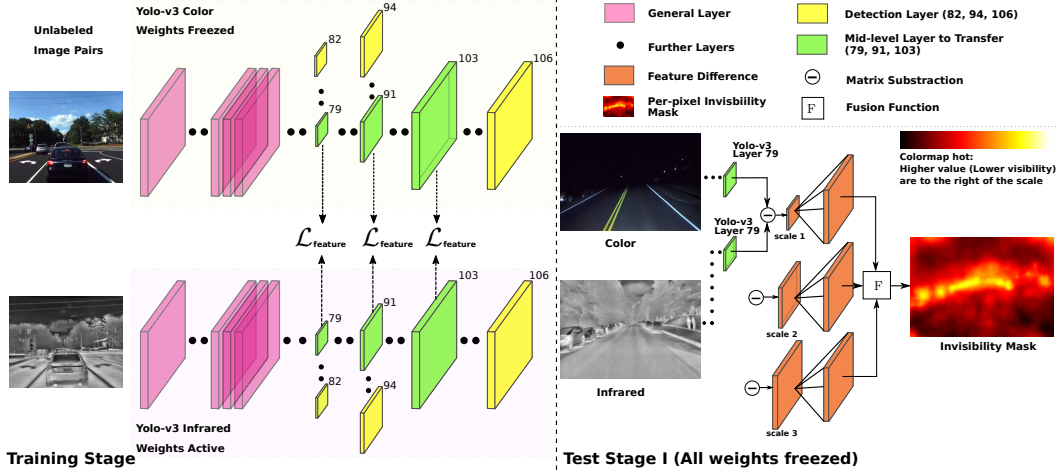 Unlabeled
Image Pairs
Yolo-v3 Color
Weights Freezed
82
94
79
91
103
106
ℒfeature
ℒfeature
ℒfeature
79
91
103
106
82
94
Yolo-v3 Infrared
Weights Active
Training Stage
General Layer
Detection Layer (82, 94, 106)
Further Layers
Mid-level Layer to Transfer
(79, 91, 103)
Feature Difference
Matrix Substraction
Per-pixel Invisbiility
Mask
F
Fusion Function
Yolo-v3
Layer 79
Colormap hot:
Higher value (Lower visibility)
are to the right of the scale
Color
Yolo-v3
Layer 79
scale 1
scale 2
scale 3
F
Infrared
Invisibility Mask
Test Stage I (All weights freezed)